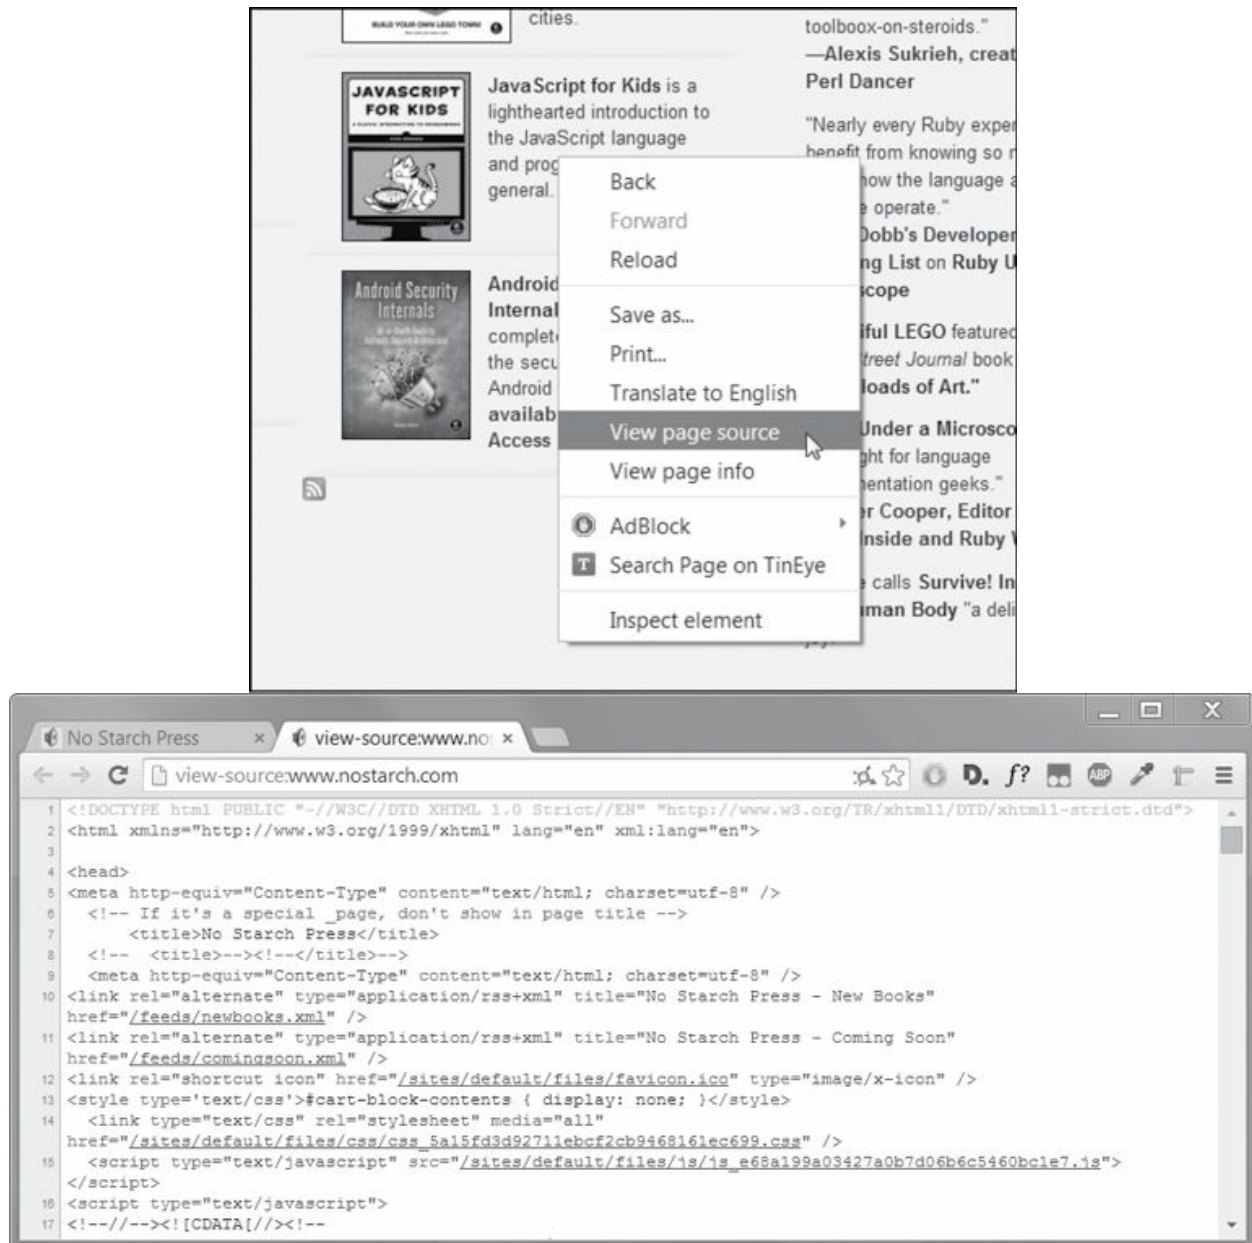 BUILD YOUR OWN LEGO TOWN!
cities.
JAVASCRIPT
FOR KIDS
JavaScript for Kids is a
lighthearted introduction to
the JavaScript language
and prog
general.
Android Security
Internals
Android
Internal
complet
the secu
Android
availab
Access
toolboox-on-steroids."
—Alexis Sukrieh, creat
Perl Dancer
"Nearly every Ruby exper
benefit from knowing so
how the language a
operate."
Dobb's Developer
ng List on Ruby U
scope
iful LEGO featured
treet Journal book
loads of Art."
Under a Microsco
ght for language
entation geeks."
er Cooper, Editor
nside and Ruby
calls Survive! In
uman Body "a deli
Back
Forward
Reload
Save as...
Print...
Translate to English
View page source
View page info
AdBlock
T Search Page on TinEye
Inspect element
No Starch Press × view-source:www.no ×
view-source:www.nostarch.com D. f? ABP
1 <!DOCTYPE html PUBLIC "-//W3C//DTD XHTML 1.0 Strict//EN" "http://www.w3.org/TR/xhtml1/DTD/xhtml1-strict.dtd">
2 <html xmlns="http://www.w3.org/1999/xhtml" lang="en" xml:lang="en">
3
4 <head>
5 <meta http-equiv="Content-Type" content="text/html; charset=utf-8" />
6 <!-- If it's a special _page, don't show in page title -->
7 <title>No Starch Press</title>
8 <!-- <title>--><!--</title>-->
9 <meta http-equiv="Content-Type" content="text/html; charset=utf-8" />
10 <link rel="alternate" type="application/rss+xml" title="No Starch Press - New Books"
href="/feeds/newbooks.xml" />
11 <link rel="alternate" type="application/rss+xml" title="No Starch Press - Coming Soon"
href="/feeds/comingsoon.xml" />
12 <link rel="shortcut icon" href="/sites/default/files/favicon.ico" type="image/x-icon" />
13 <style type='text/css'>#cart-block-contents { display: none; }</style>
14 <link type="text/css" rel="stylesheet" media="all"
href="/sites/default/files/css/css_5a15fd3d92711ebcf2cb9468161ec699.css" />
15 <script type="text/javascript" src="/sites/default/files/js/js_e68a199a03427a0b7d06b6c5460bc1e7.js">
</script>
16 <script type="text/javascript">
17 <!--//--><![CDATA[//><!--